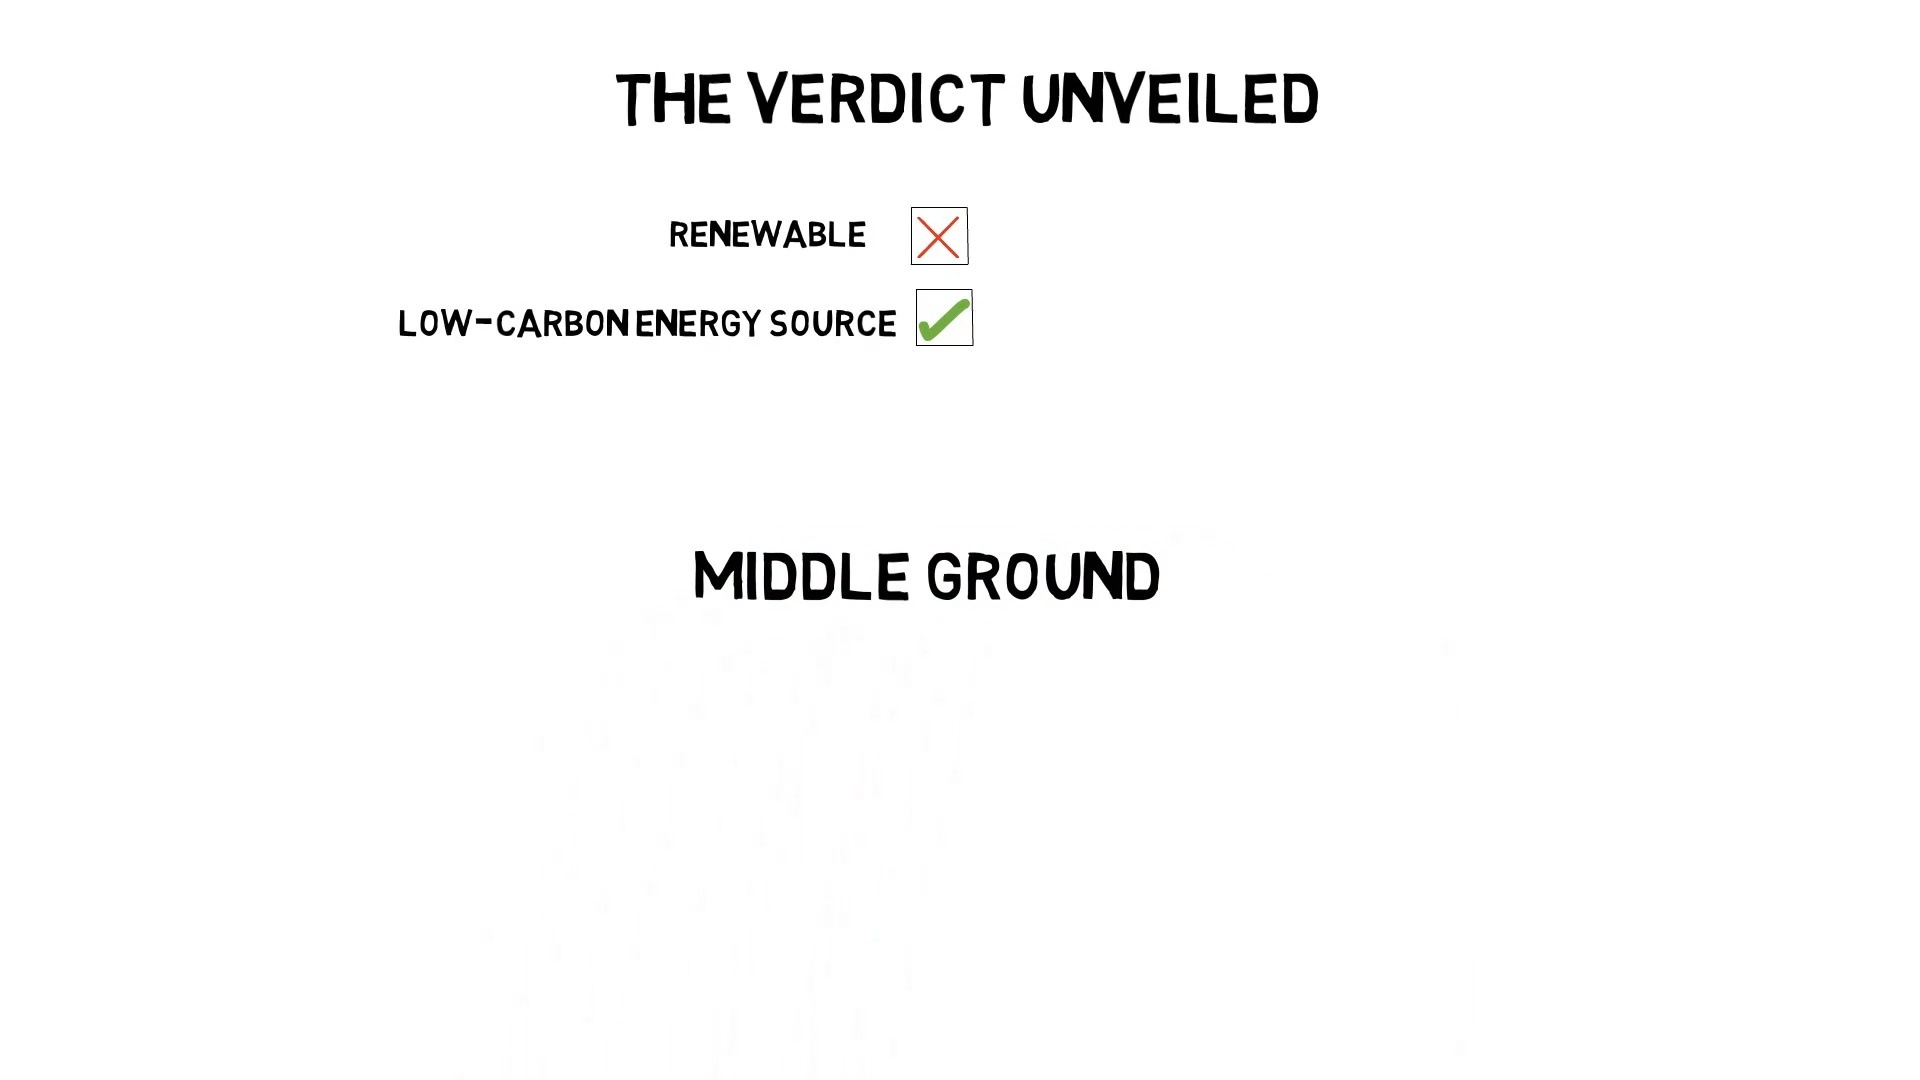 THE VERDICT UNVEILED
RENEWABLE
LOW-CARBON ENERGY SOURCE
MIDDLE GROUND